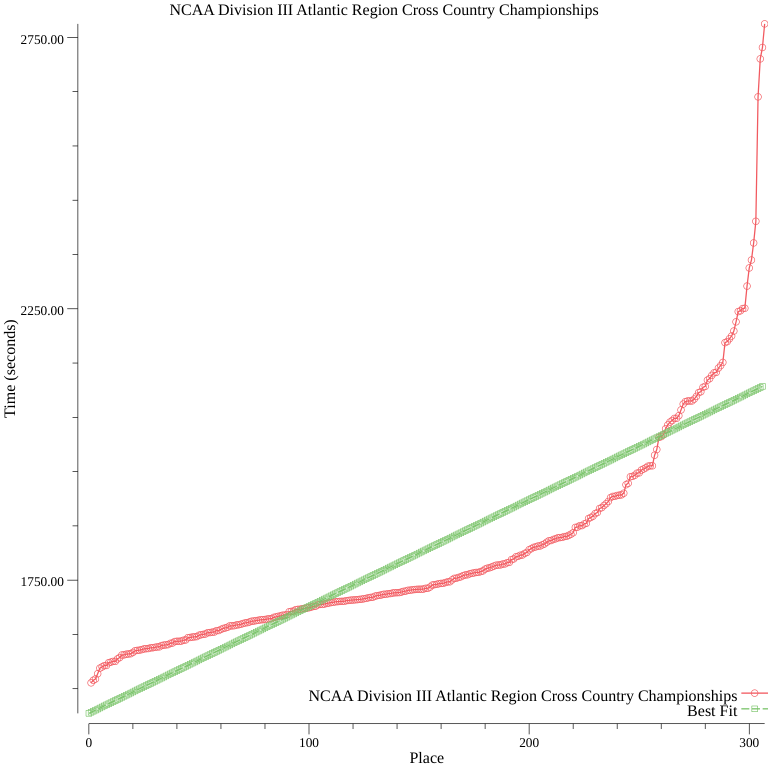 NCAA Division III Atlantic Region Cross Country Championships
2750.00
2250.00
1750.00
Time (seconds)
NCAA Division III Atlantic Region Cross Country Championships
Best Fit
0
100
200
300
Place